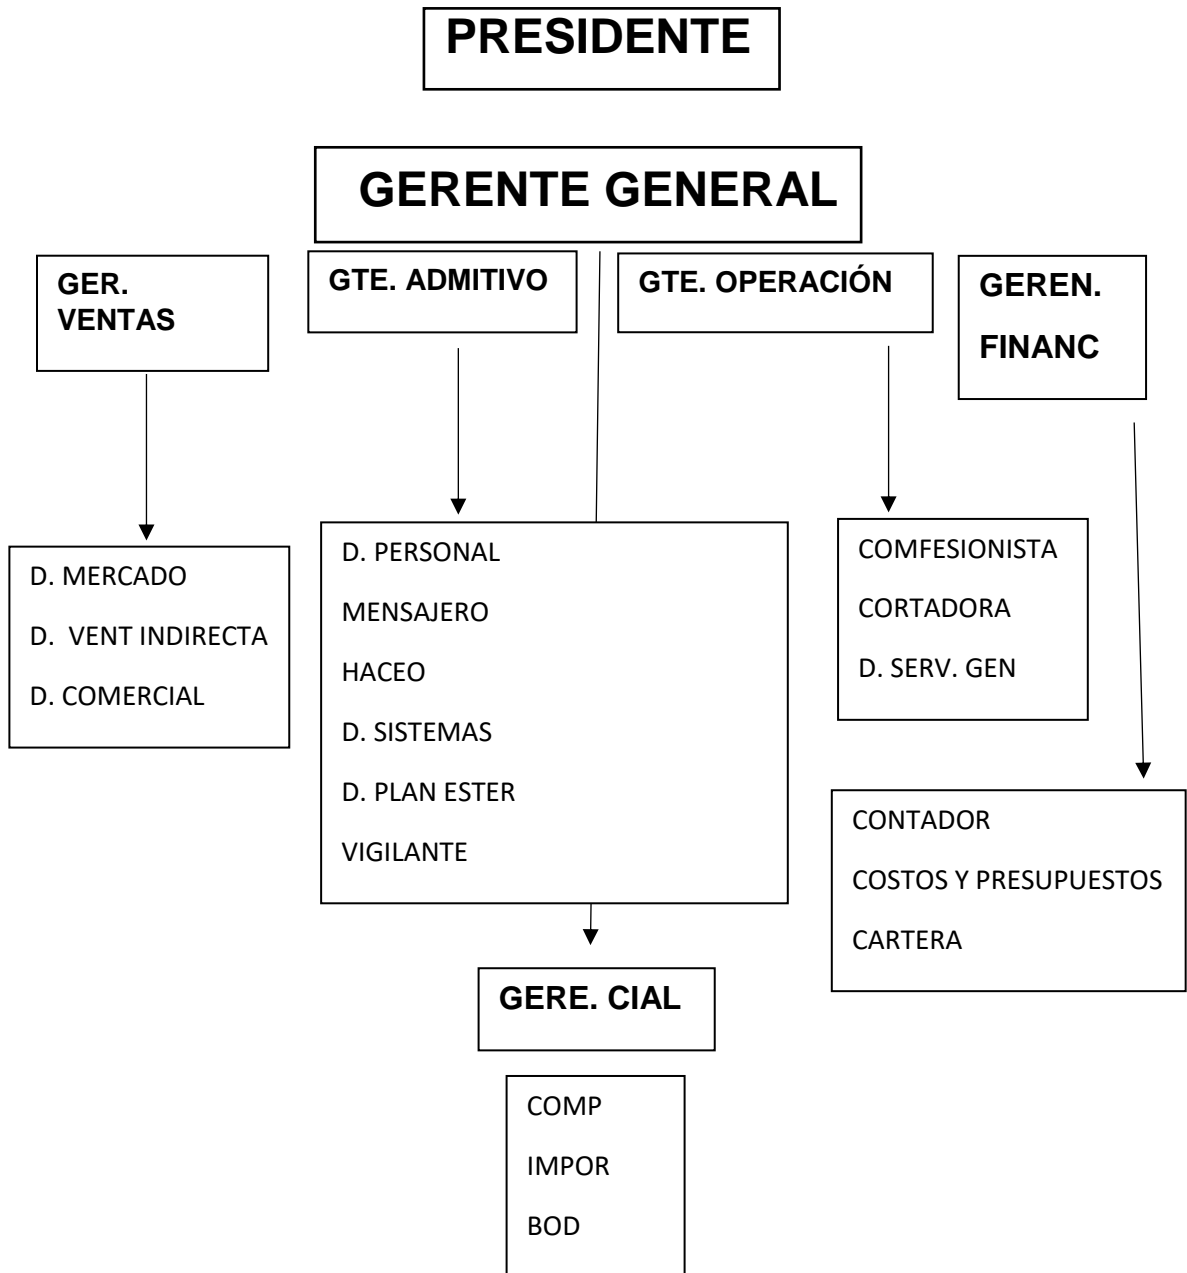 PRESIDENTE
GERENTE GENERAL
GER.
VENTAS
GTE. ADMITIVO
GTE. OPERACIÓN
GEREN.
FINANC
D. MERCADO
D. VENT INDIRECTA
D. COMERCIAL
D. PERSONAL
MENSAJERO
HACEO
D. SISTEMAS
D. PLAN ESTER
VIGILANTE
COMFESIONISTA
CORTADORA
D. SERV. GEN
CONTADOR
COSTOS Y PRESUPUESTOS
CARTERA
GERE. CIAL
COMP
IMPOR
BOD